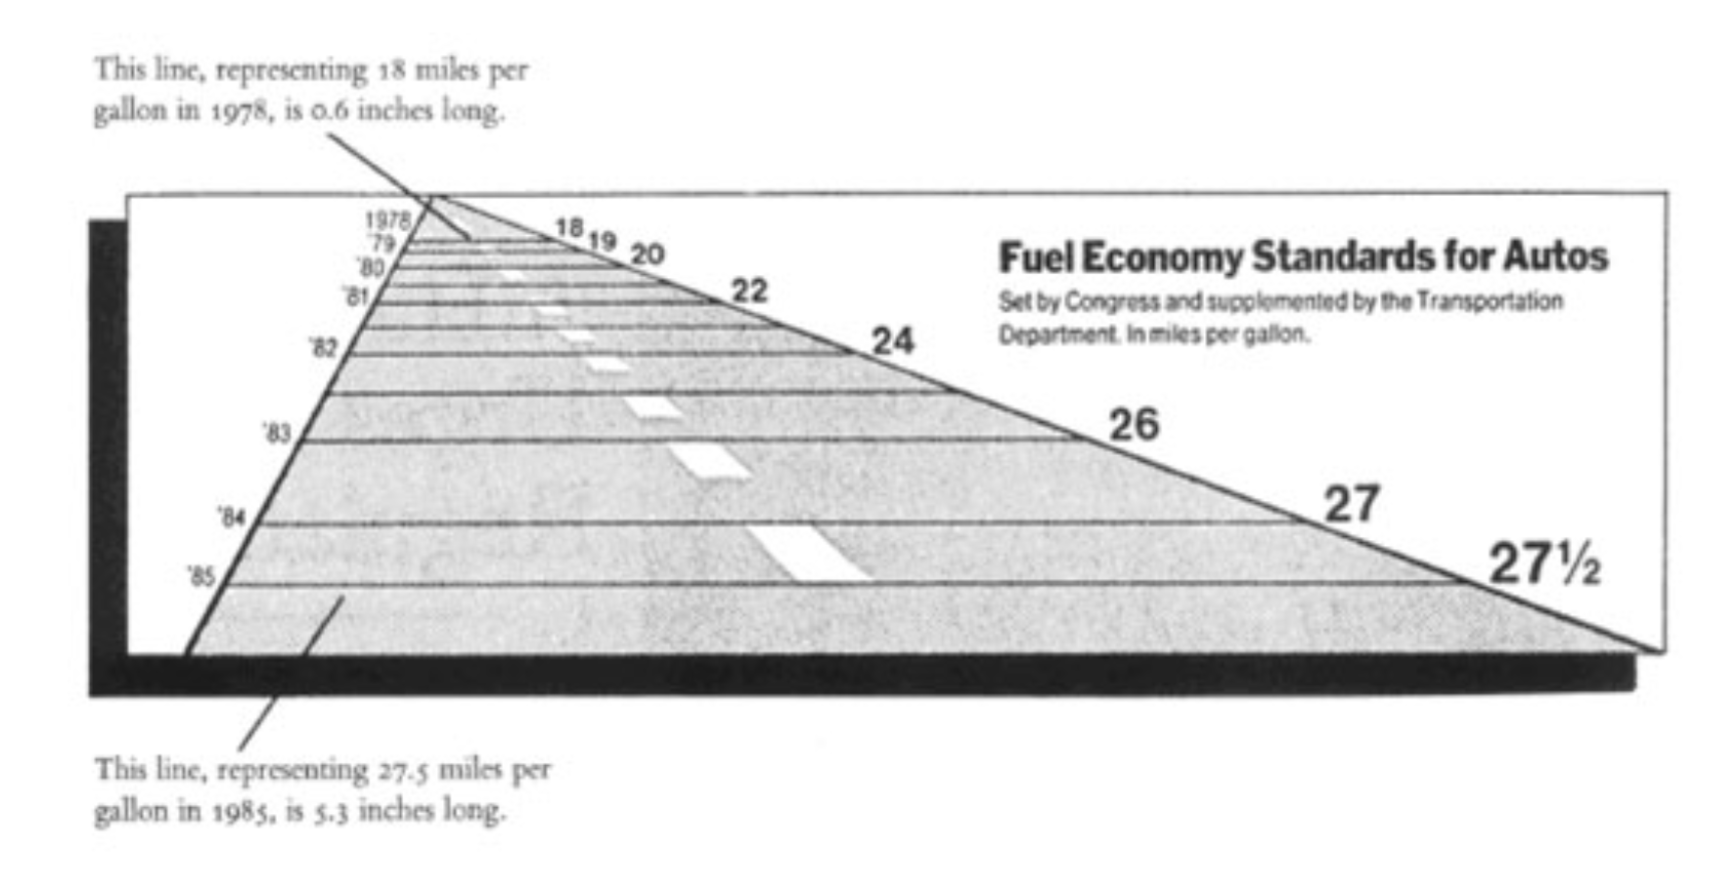 This line, representing 18 miles per
gallon in 1978, is 0.6 inches long.
1978
'79
'80
'81
'82
'83
'84
'85
18
19
20
22
24
26
27
27½
Fuel Economy Standards for Autos
Set by Congress and supplemented by the Transportation
Department. In miles per gallon.
This line, representing 27.5 miles per
gallon in 1985, is 5.3 inches long.